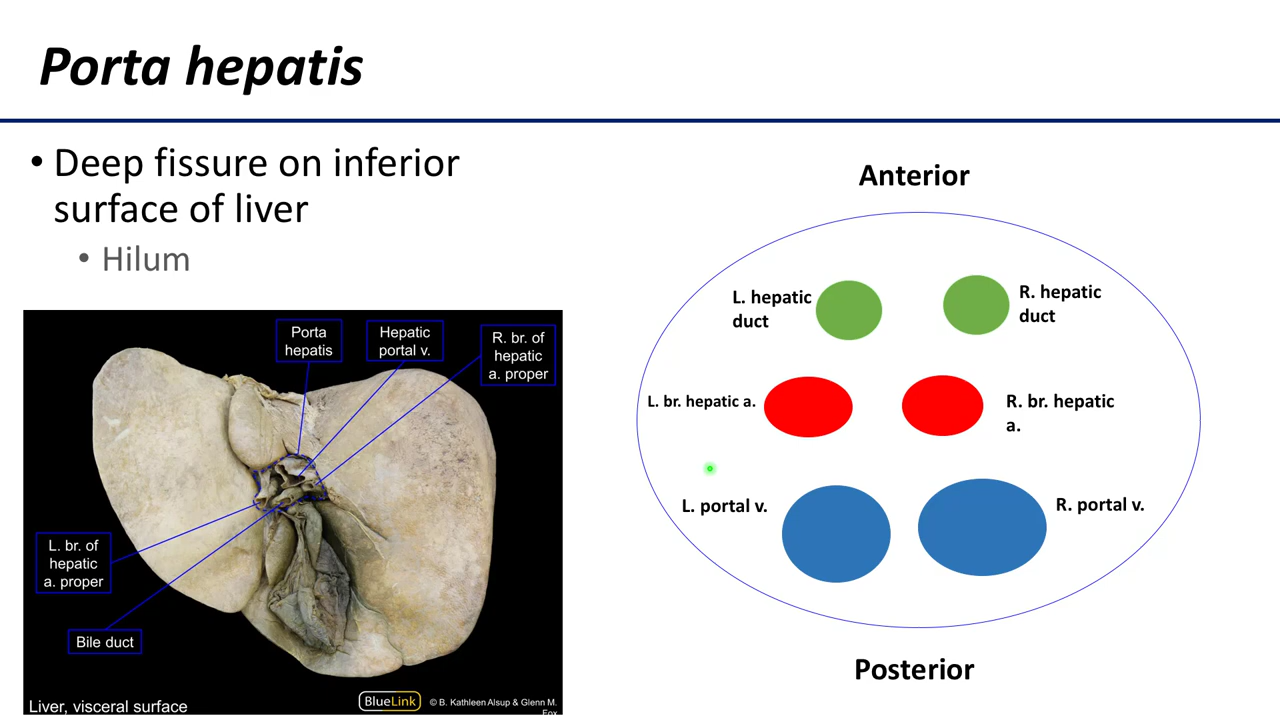 Porta hepatis
• Deep fissure on inferior
surface of liver
• Hilum
Porta
hepatis
Hepatic
portal v.
R. br. of
hepatic
a. proper
L. br. of
hepatic
a. proper
Bile duct
Liver, visceral surface
BlueLink
© B. Kathleen Alsup & Glenn M.
Fox
Anterior
L. hepatic
duct
R. hepatic
duct
L. br. hepatic a.
R. br. hepatic
a.
L. portal v.
R. portal v.
Posterior